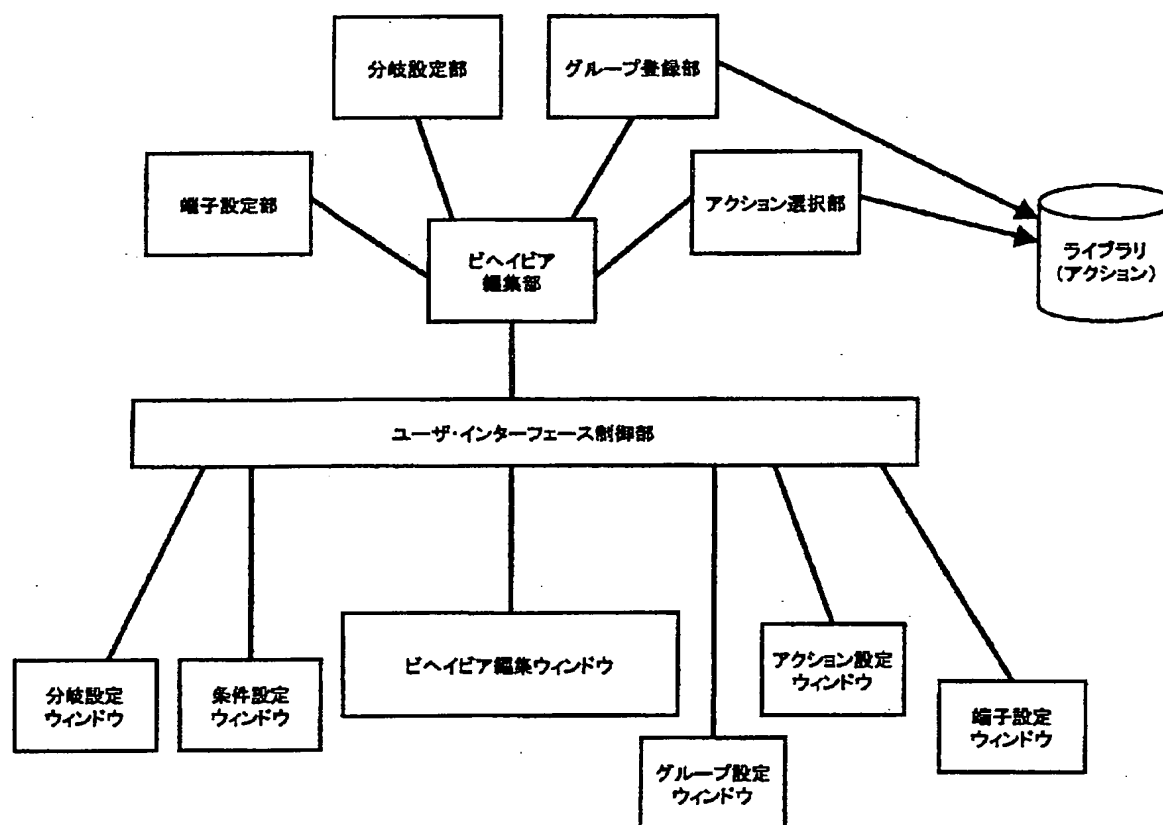 分岐設定部
グループ登録部
端子設定部
アクション選択部
ビヘイビア
編集部
ライブラリ
(アクション)
ユーザ・インターフェース制御部
分岐設定
ウィンドウ
条件設定
ウィンドウ
ビヘイビア編集ウィンドウ
アクション設定
ウィンドウ
端子設定
ウィンドウ
グループ設定
ウィンドウ